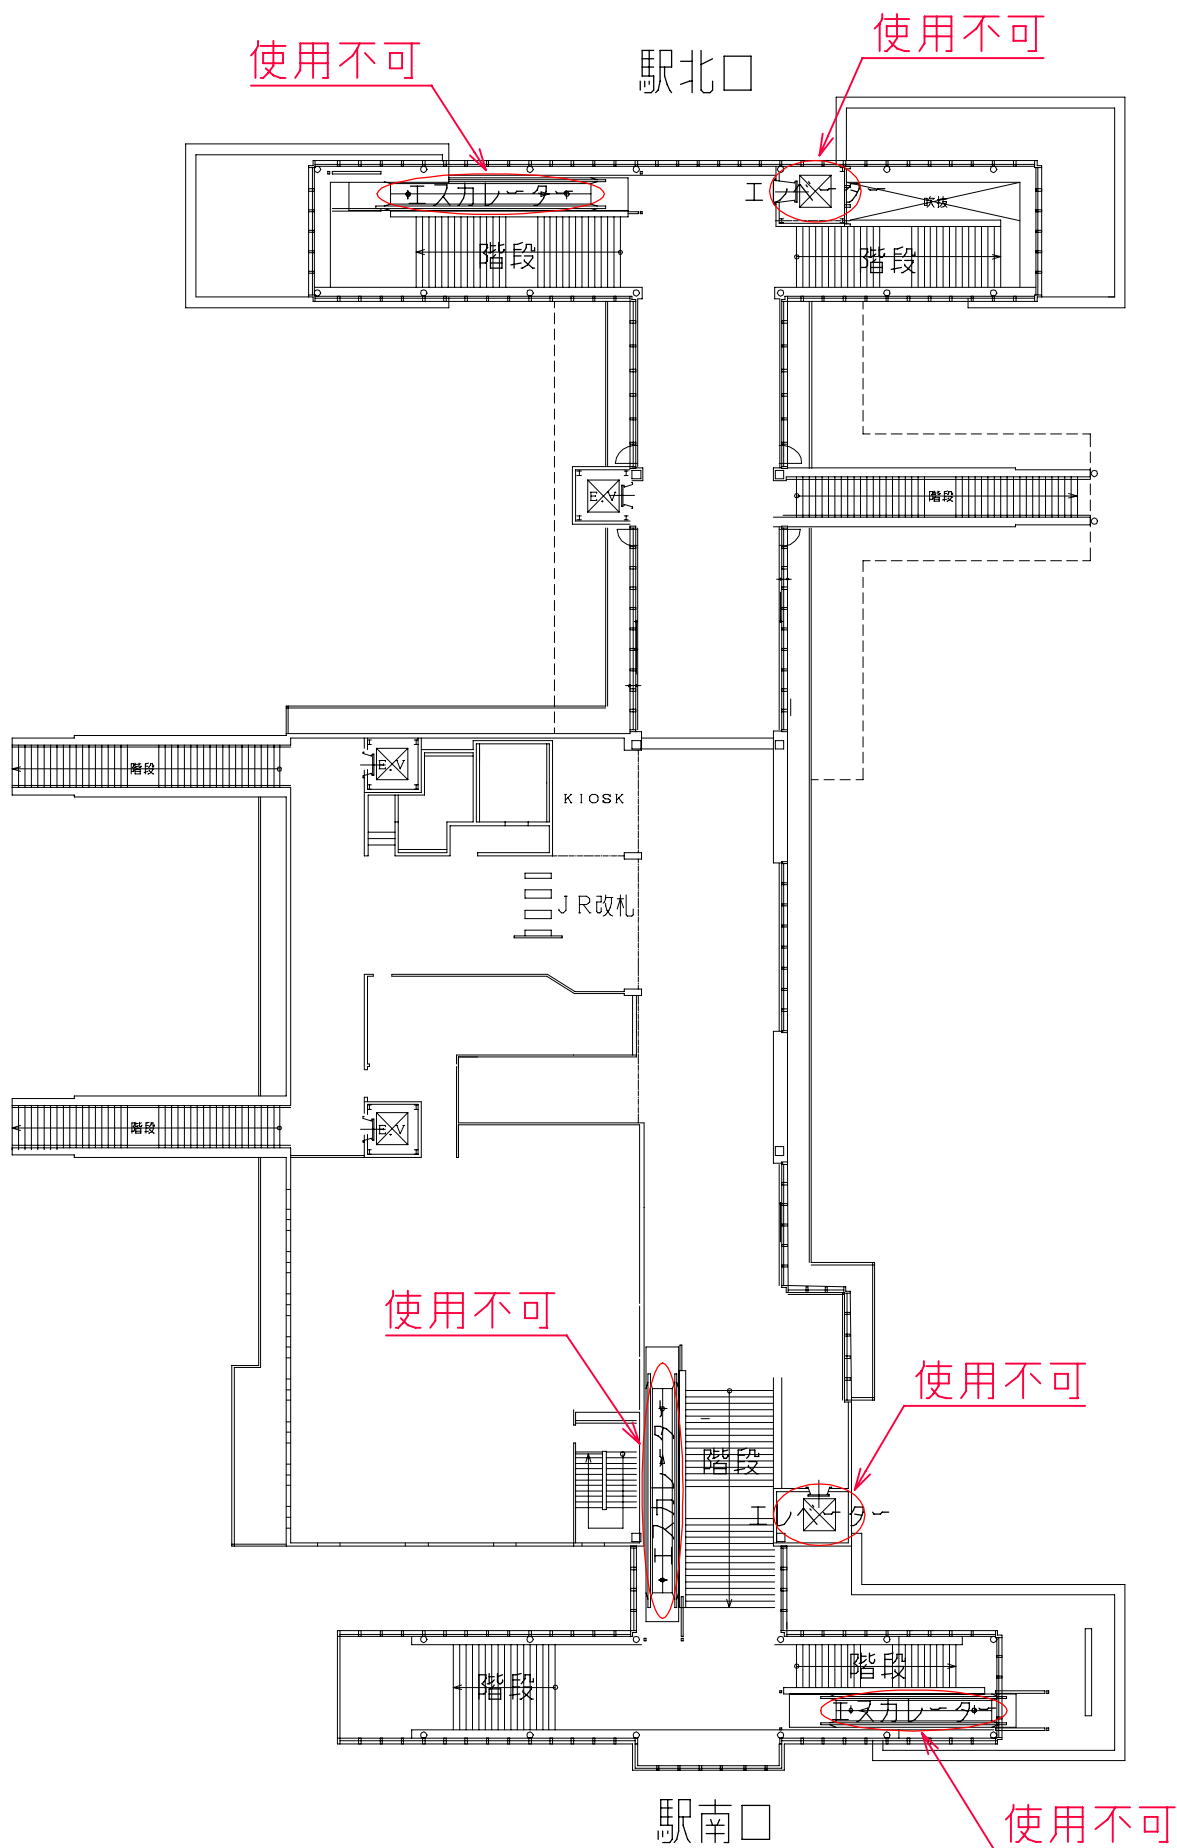 使用不可
駅北口
使用不可
エスカレーター
エレベーター
吹抜
階段
階段
E.V
階段
階段
E.V
KIOSK
JR改札
階段
E.V
使用不可
使用不可
エスカレーター
階段
エレベーター
階段
階段
エスカレーター
駅南口
使用不可